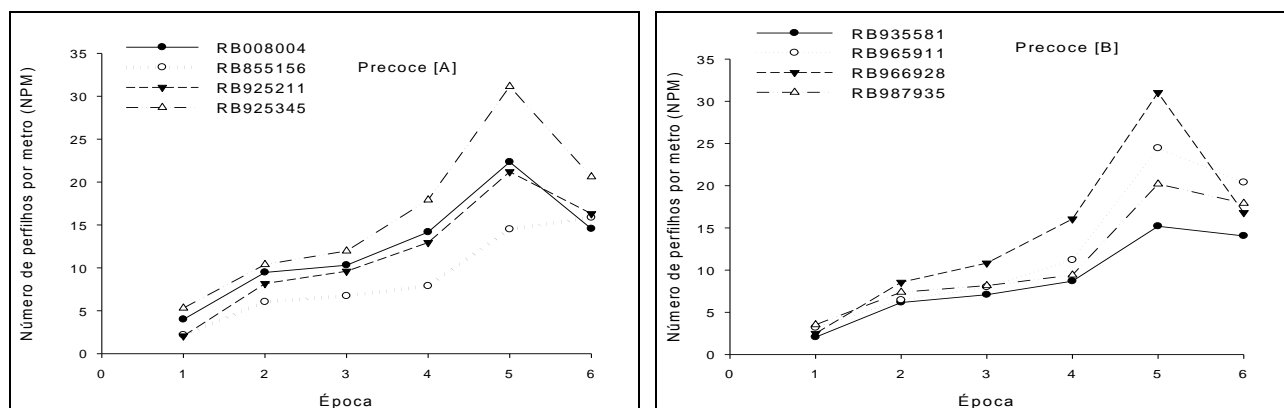 RB008004
RB855156
RB925211
RB925345
Precoce [A]
Número de perfilhos por metro (NPM)
35
30
25
20
15
10
5
0
0 1 2 3 4 5 6
Época
RB935581
RB965911
RB966928
RB987935
Precoce [B]
Número de perfilhos por metro (NPM)
35
30
25
20
15
10
5
0
0 1 2 3 4 5 6
Época